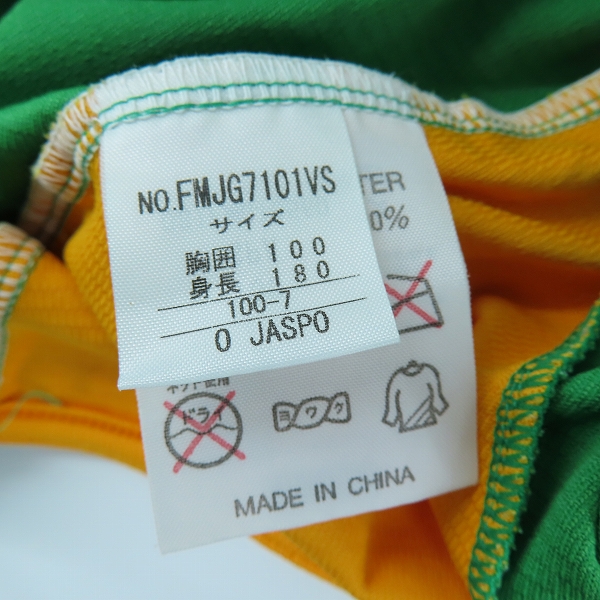 NO.FMJG7101VS
サイズ
胸囲 100
身長 180
100-7
O JASPO
TER
0%
ネット使用
ドライ
ヨワク
MADE IN CHINA